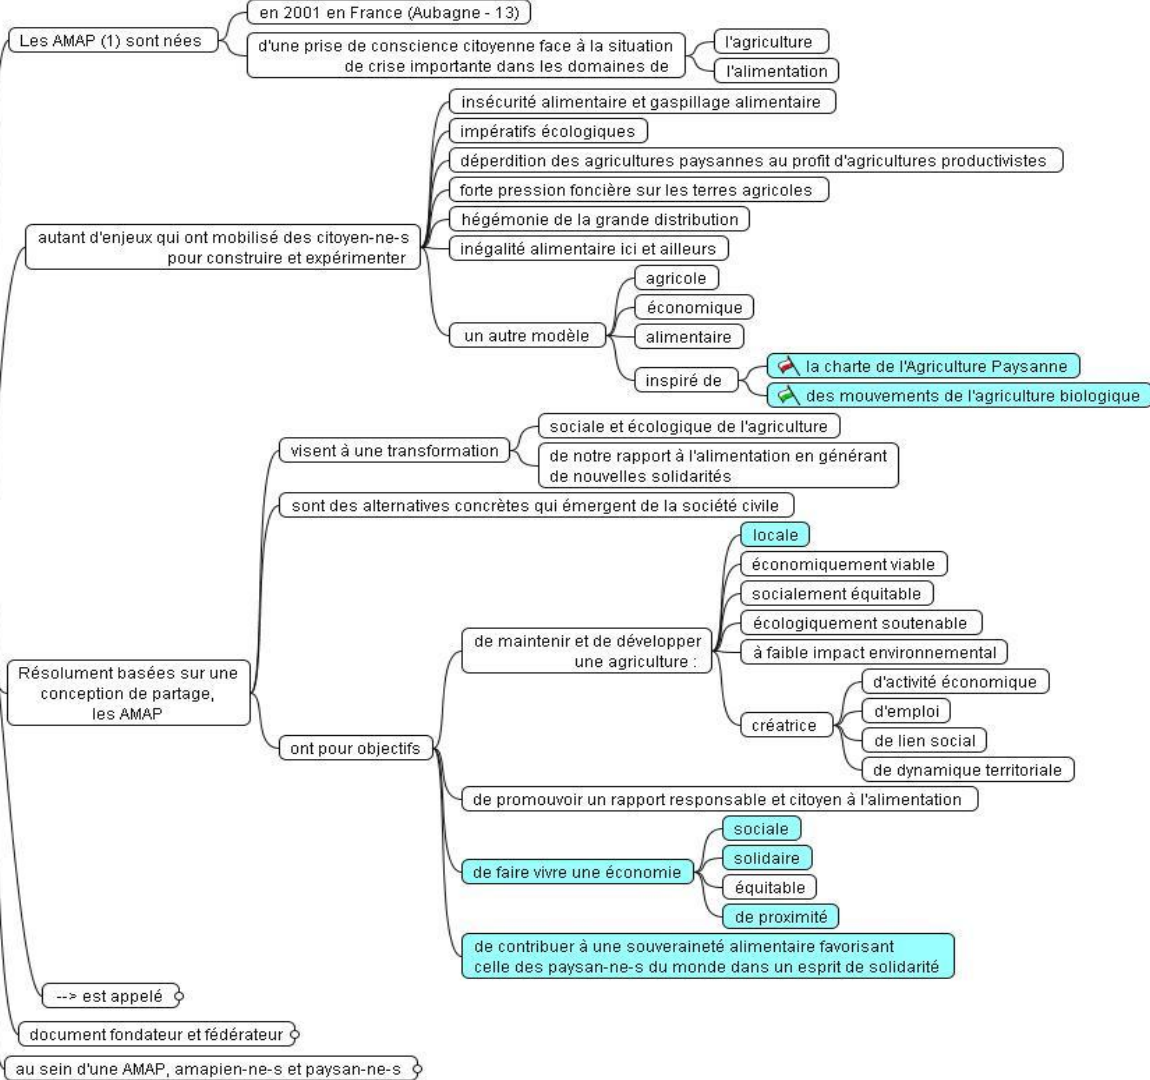 Les AMAP (1) sont nées
en 2001 en France (Aubagne - 13)
d'une prise de conscience citoyenne face à la situation
de crise importante dans les domaines de
l'agriculture
l'alimentation
autant d'enjeux qui ont mobilisé des citoyen-ne-s
pour construire et expérimenter
insécurité alimentaire et gaspillage alimentaire
impératifs écologiques
déperdition des agricultures paysannes au profit d'agricultures productivistes
forte pression foncière sur les terres agricoles
hégémonie de la grande distribution
inégalité alimentaire ici et ailleurs
un autre modèle
agricole
économique
alimentaire
inspiré de
la charte de l'Agriculture Paysanne
des mouvements de l'agriculture biologique
Résolument basées sur une
conception de partage,
les AMAP
visent à une transformation
sociale et écologique de l'agriculture
de notre rapport à l'alimentation en générant
de nouvelles solidarités
sont des alternatives concrètes qui émergent de la société civile
ont pour objectifs
de maintenir et de développer
une agriculture :
locale
économiquement viable
socialement équitable
écologiquement soutenable
à faible impact environnemental
créatrice
d'activité économique
d'emploi
de lien social
de dynamique territoriale
de promouvoir un rapport responsable et citoyen à l'alimentation
de faire vivre une économie
sociale
solidaire
équitable
de proximité
de contribuer à une souveraineté alimentaire favorisant
celle des paysan-ne-s du monde dans un esprit de solidarité
--> est appelé
document fondateur et fédérateur
au sein d'une AMAP, amapien-ne-s et paysan-ne-s